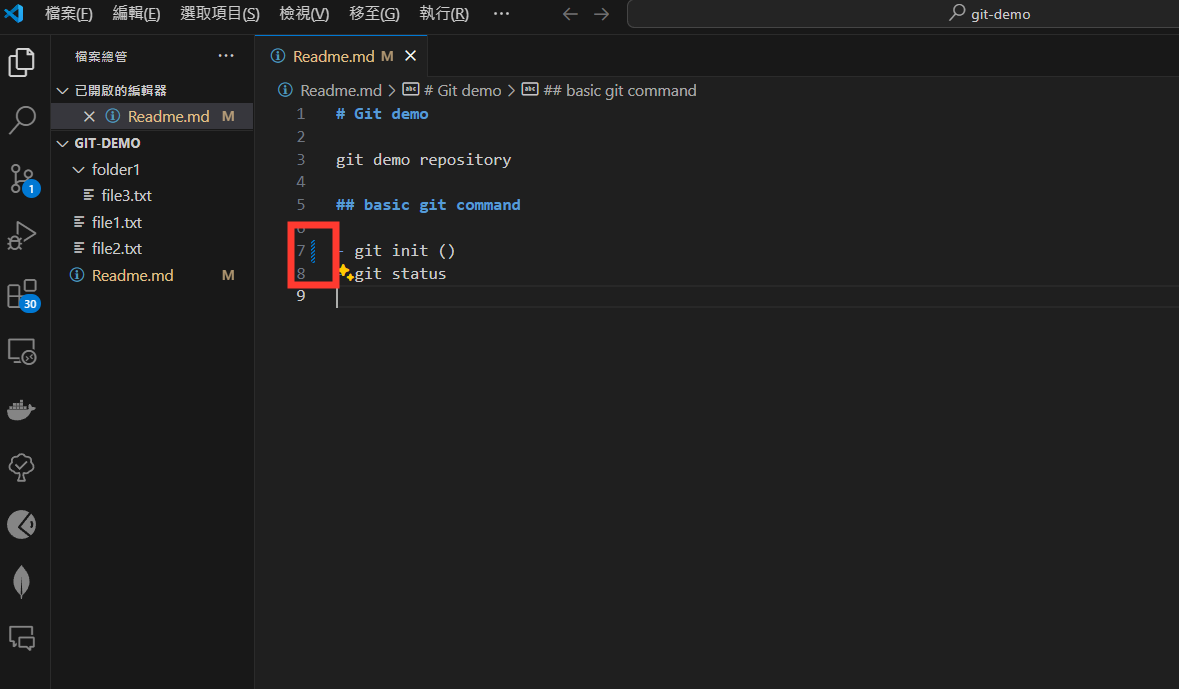 檔案(F) 編輯(E) 選取項目(S) 檢視(V) 移至(G) 執行(R) ··· git-demo
檔案總管 ···
已開啟的編輯器
Readme.md M
GIT-DEMO
folder1
file3.txt
file1.txt
file2.txt
Readme.md M
1
30
Readme.md M
Readme.md > # Git demo > ## basic git command
1 # Git demo
2
3 git demo repository
4
5 ## basic git command
6
7 - git init ()
8 git status
9